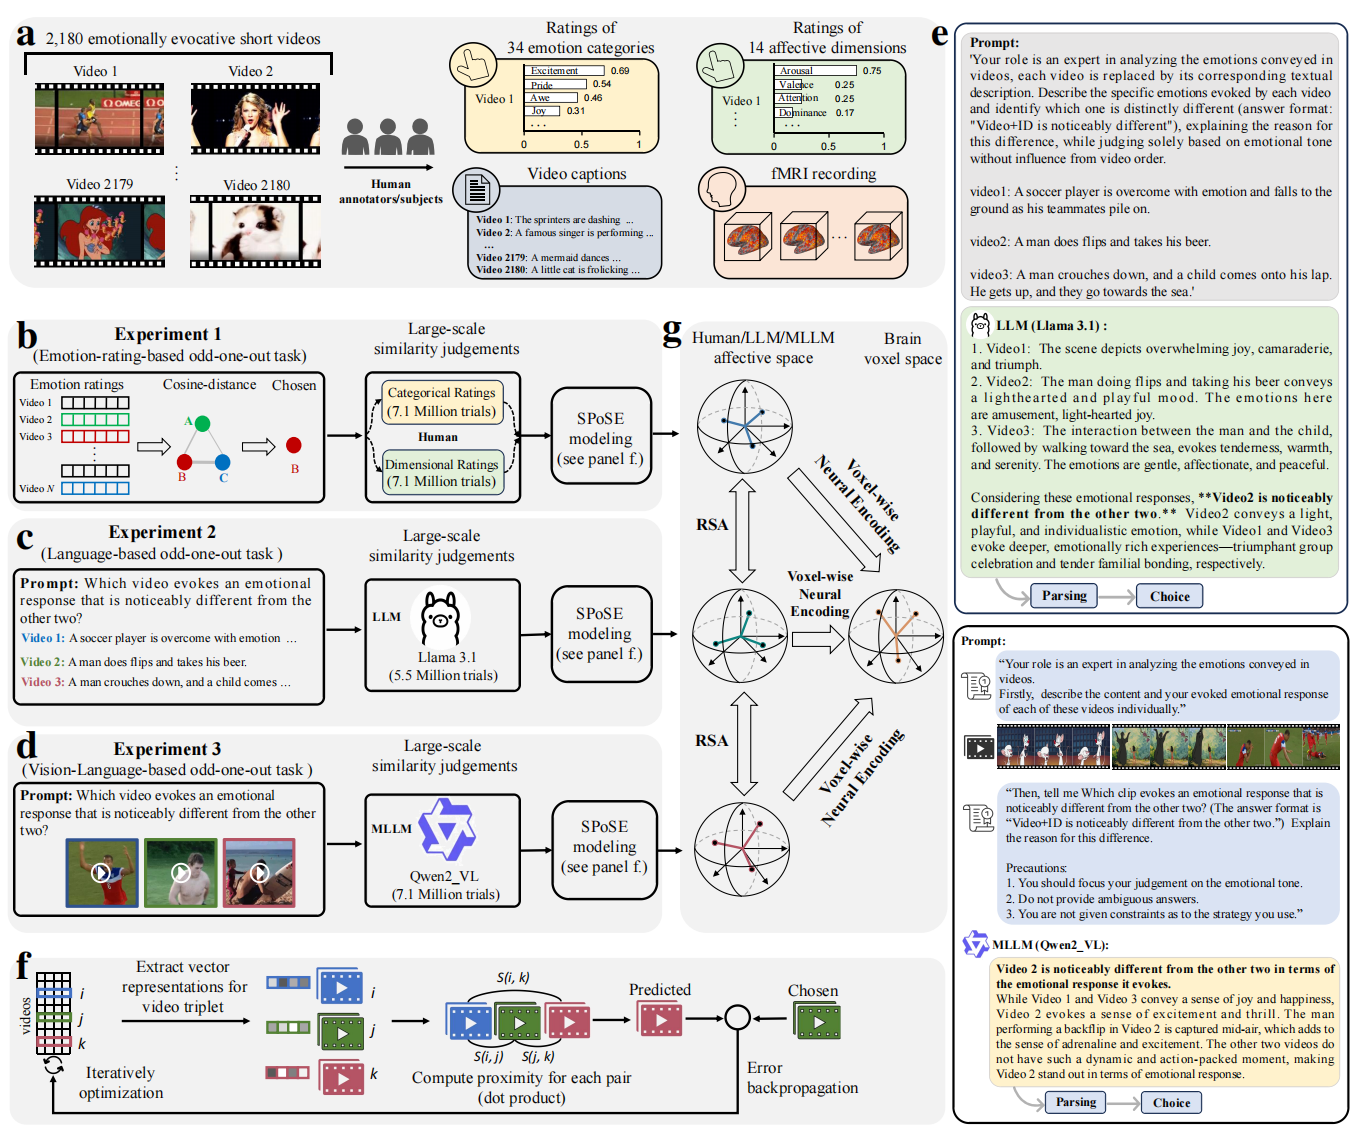 a
2,180 emotionally evocative short videos
Video 1
Video 2
Video 2179
Video 2180
Human
annotators/subjects
Ratings of
34 emotion categories
Video 1
Excitement 0.69
Pride 0.54
Awe 0.46
Joy 0.31
...
0 0.5 1
Ratings of
14 affective dimensions
Video 1
Arousal 0.75
Valence 0.25
Attention 0.25
Dominance 0.17
...
0 0.5 1
Video captions
Video 1: The sprinters are dashing ...
Video 2: A famous singer is performing ...
...
Video 2179: A mermaid dances ...
Video 2180: A little cat is frolicking ...
fMRI recording
b
Experiment 1
(Emotion-rating-based odd-one-out task)
Emotion ratings
Video 1
Video 2
Video 3
Video N
Cosine-distance
A
B
C
Chosen
B
Large-scale
similarity judgements
Categorical Ratings
(7.1 Million trials)
Human
Dimensional Ratings
(7.1 Million trials)
SPoSE
modeling
(see panel f.)
c
Experiment 2
(Language-based odd-one-out task )
Prompt: Which video evokes an emotional
response that is noticeably different from the
other two?
Video 1: A soccer player is overcome with emotion ...
Video 2: A man does flips and takes his beer.
Video 3: A man crouches down, and a child comes ...
Large-scale
similarity judgements
LLM
Llama 3.1
(5.5 Million trials)
SPoSE
modeling
(see panel f.)
d
Experiment 3
(Vision-Language-based odd-one-out task )
Prompt: Which video evokes an emotional
response that is noticeably different from the other
two?
Large-scale
similarity judgements
MLLM
Qwen2_VL
(7.1 Million trials)
SPoSE
modeling
(see panel f.)
g
Human/LLM/MLLM
affective space
Brain
voxel space
RSA
Voxel-wise
Neural Encoding
Voxel-wise
Neural
Encoding
RSA
Voxel-wise
Neural Encoding
e
Prompt:
'Your role is an expert in analyzing the emotions conveyed in
videos, each video is replaced by its corresponding textual
description. Describe the specific emotions evoked by each video
and identify which one is distinctly different (answer format:
"Video+ID is noticeably different"), explaining the reason for
this difference, while judging solely based on emotional tone
without influence from video order.
video1: A soccer player is overcome with emotion and falls to the
ground as his teammates pile on.
video2: A man does flips and takes his beer.
video3: A man crouches down, and a child comes onto his lap.
He gets up, and they go towards the sea.'
LLM (Llama 3.1) :
1. Video1: The scene depicts overwhelming joy, camaraderie,
and triumph.
2. Video2: The man doing flips and taking his beer conveys
a lighthearted and playful mood. The emotions here
are amusement, light-hearted joy.
3. Video3: The interaction between the man and the child,
followed by walking toward the sea, evokes tenderness, warmth,
and serenity. The emotions are gentle, affectionate, and peaceful.
Considering these emotional responses, **Video2 is noticeably
different from the other two.** Video2 conveys a light,
playful, and individualistic emotion, while Video1 and Video3
evoke deeper, emotionally rich experiences—triumphant group
celebration and tender familial bonding, respectively.
Parsing
Choice
Prompt:
“Your role is an expert in analyzing the emotions conveyed in
videos.
Firstly, describe the content and your evoked emotional response
of each of these videos individually.”
“Then, tell me Which clip evokes an emotional response that is
noticeably different from the other two? (The answer format is
“Video+ID is noticeably different from the other two.”) Explain
the reason for this difference.
Precautions:
1. You should focus your judgement on the emotional tone.
2. Do not provide ambiguous answers.
3. You are not given constraints as to the strategy you use.”
MLLM (Qwen2_VL):
Video 2 is noticeably different from the other two in terms of
the emotional response it evokes.
While Video 1 and Video 3 convey a sense of joy and happiness,
Video 2 evokes a sense of excitement and thrill. The man
performing a backflip in Video 2 is captured mid-air, which adds to
the sense of adrenaline and excitement. The other two videos do
not have such a dynamic and action-packed moment, making
Video 2 stand out in terms of emotional response.
Parsing
Choice
f
videos
i
j
k
Iteratively
optimization
Extract vector
representations for
video triplet
i
j
k
S(i, k)
S(i, j)
S(j, k)
Compute proximity for each pair
(dot product)
Predicted
Chosen
Error
backpropagation